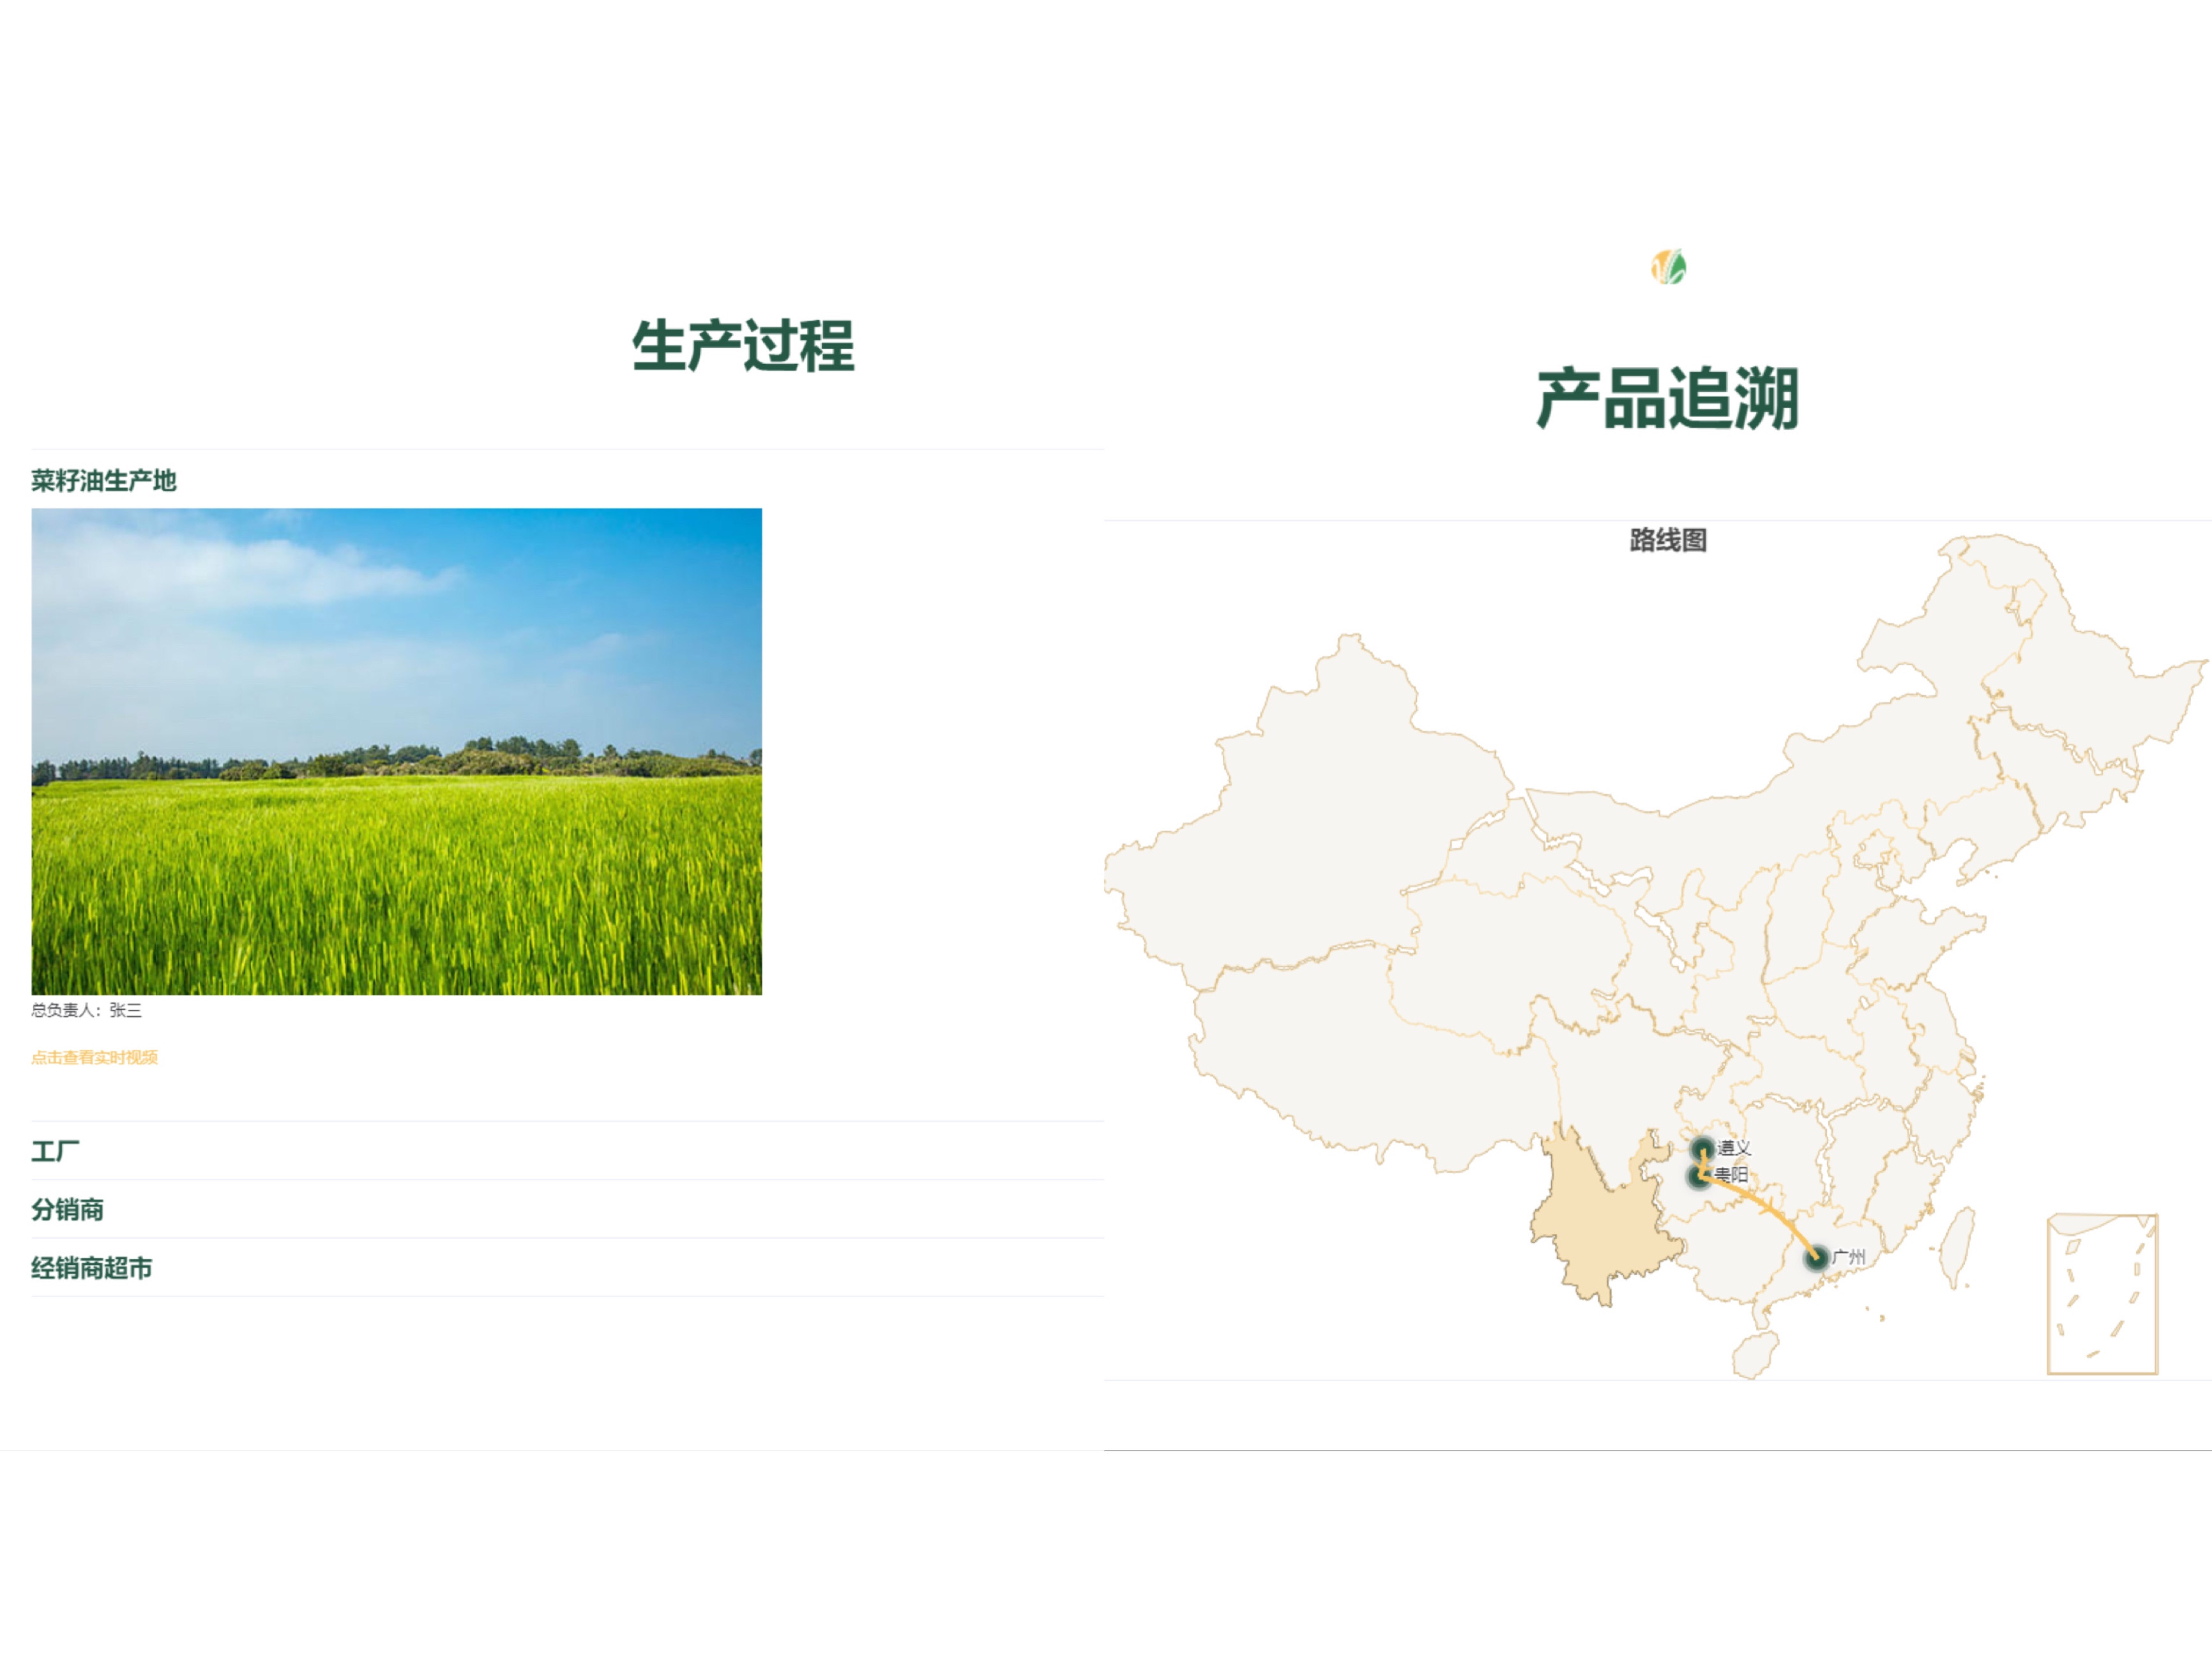 生产过程
菜籽油生产地
总负责人：张三
点击查看实时视频
工厂
分销商
经销商超市
产品追溯
路线图
遵义
贵阳
广州